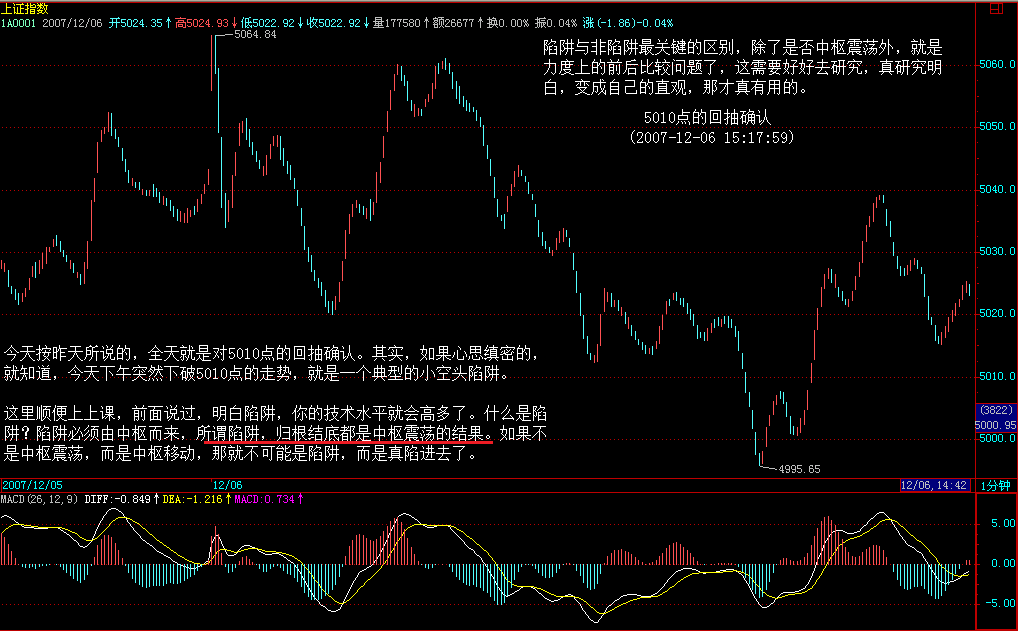 上证指数
1A0001 2007/12/06 开5024.35↑高5024.93↓低5022.92↓收5022.92↓量177580↑额26677↑换0.00% 振0.04% 涨(-1.86)-0.04%
日
5064.84
陷阱与非陷阱最关键的区别，除了是否中枢震荡外，就是
力度上的前后比较问题了，这需要好好去研究，真研究明
白，变成自己的直观，那才真有用的。
5010点的回抽确认
(2007-12-06 15:17:59)
5060.0
5050.0
5040.0
5030.0
5020.0
5010.0
(3822)
5000.95
5000.0
今天按昨天所说的，全天就是对5010点的回抽确认。其实，如果心思缜密的，
就知道，今天下午突然下破5010点的走势，就是一个典型的小空头陷阱。
这里顺便上上课，前面说过，明白陷阱，你的技术水平就会高多了。什么是陷
阱？陷阱必须由中枢而来，所谓陷阱，归根结底都是中枢震荡的结果。如果不
是中枢震荡，而是中枢移动，那就不可能是陷阱，而是真陷进去了。
4995.65
2007/12/05 12/06 12/06,14:42 1分钟
MACD(26,12,9) DIFF:-0.849↑DEA:-1.216↑MACD:0.734↑
5.00
0.00
-5.00